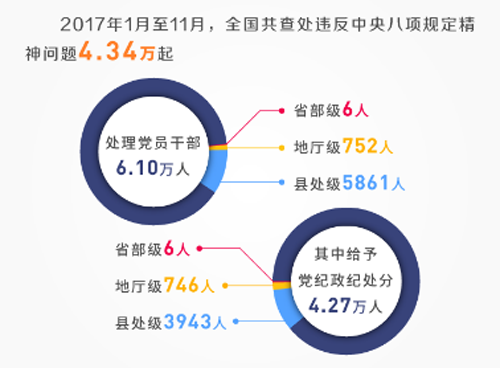 2017年1月至11月，全国共查处违反中央八项规定精
神问题4.34万起
处理党员干部
6.10万人
省部级6人
地厅级752人
县处级5861人
省部级6人
地厅级746人
县处级3943人
其中给予
党纪政纪处分
4.27万人